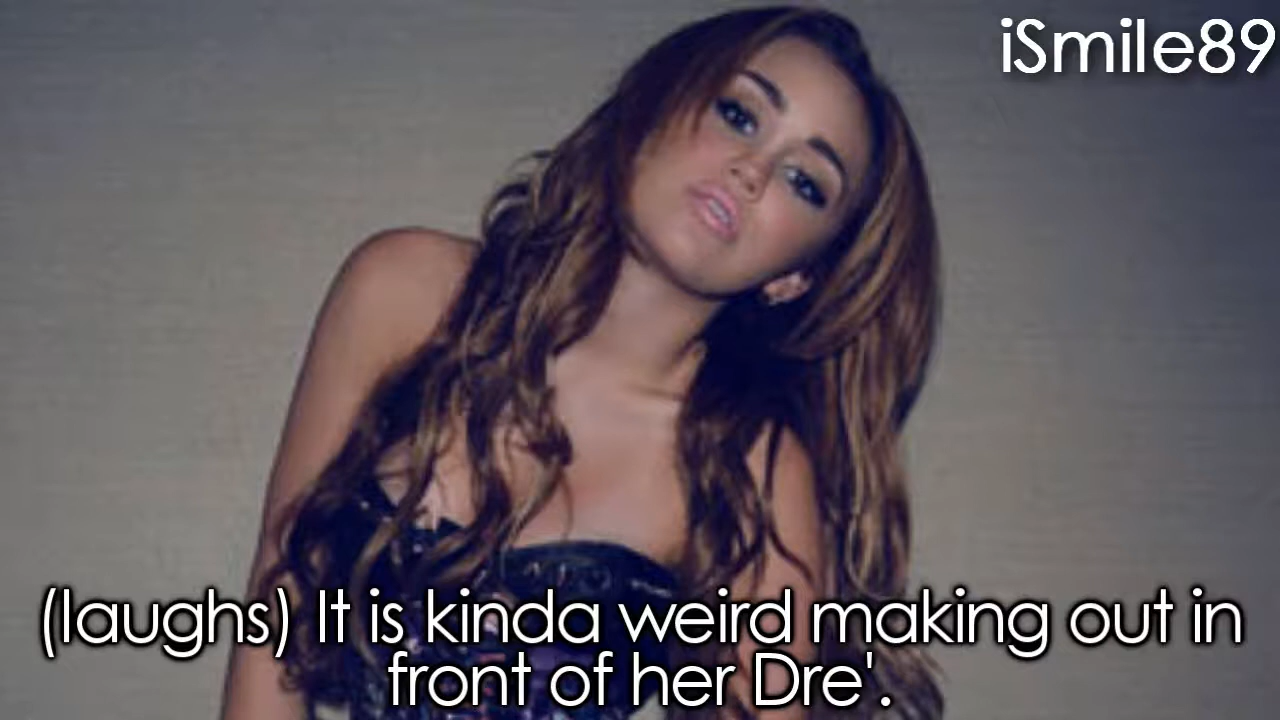 iSmile89
(laughs) It is kinda weird making out in
front of her Dre'.